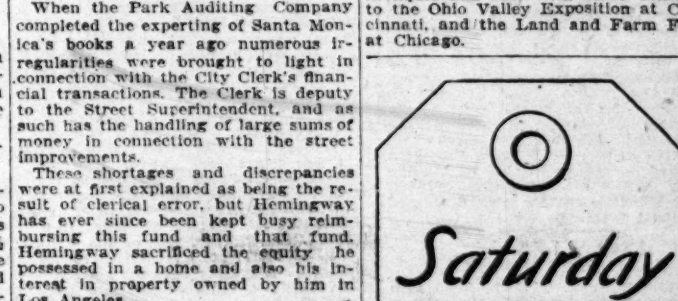 When the Park Auditing Company
completed the experting of Santa Mon-
ica's books a year ago numerous ir-
regularities were brought to light in
connection with the City Clerk's finan-
cial transactions. The Clerk is deputy
to the Street Superintendent, and as
such has the handling of large sums of
money in connection with the street
improvements.
These shortages and discrepancies
were at first explained as being the re-
sult of clerical error, but Hemingway
has ever since been kept busy reim-
bursing this fund and that fund.
Hemingway sacrificed the equity he
possessed in a home and also his in-
terest in property owned by him in
Los Angeles
to the Ohio Valley Exposition at
cinnati, and the Land and Farm
at Chicago.
Saturday